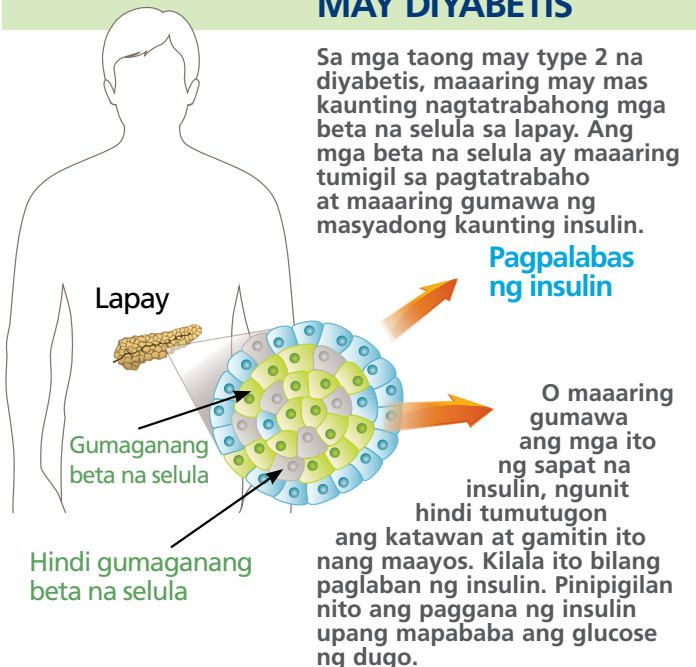 MAY DIYABETIS
Sa mga taong may type 2 na
diyabetis, maaaring may mas
kaunting nagtatrabahong mga
beta na selula sa lapay. Ang
mga beta na selula ay maaaring
tumigil sa pagtatrabaho
at maaaring gumawa ng
masyadong kaunting insulin.
Pagpalabas
ng insulin
Lapay
Gumaganang
beta na selula
Hindi gumaganang
beta na selula
O maaaring
gumawa
ang mga ito
ng sapat na
insulin, ngunit
hindi tumutugon
ang katawan at gamitin ito
nang maayos. Kilala ito bilang
paglaban ng insulin. Pinipigilan
nito ang paggana ng insulin
upang mapababa ang glucose
ng dugo.